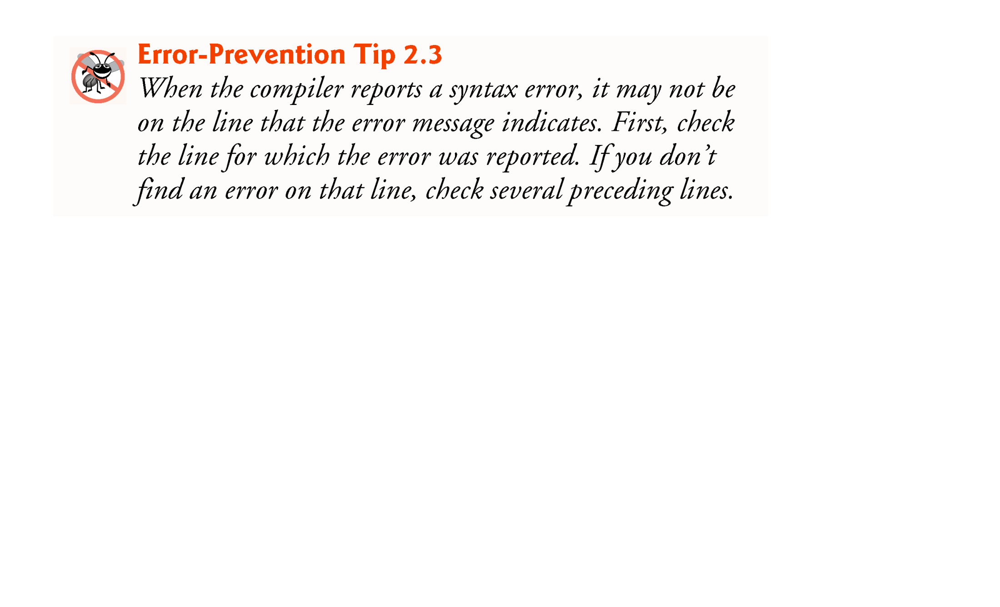 Error-Prevention Tip 2.3
When the compiler reports a syntax error, it may not be
on the line that the error message indicates. First, check
the line for which the error was reported. If you don’t
find an error on that line, check several preceding lines.